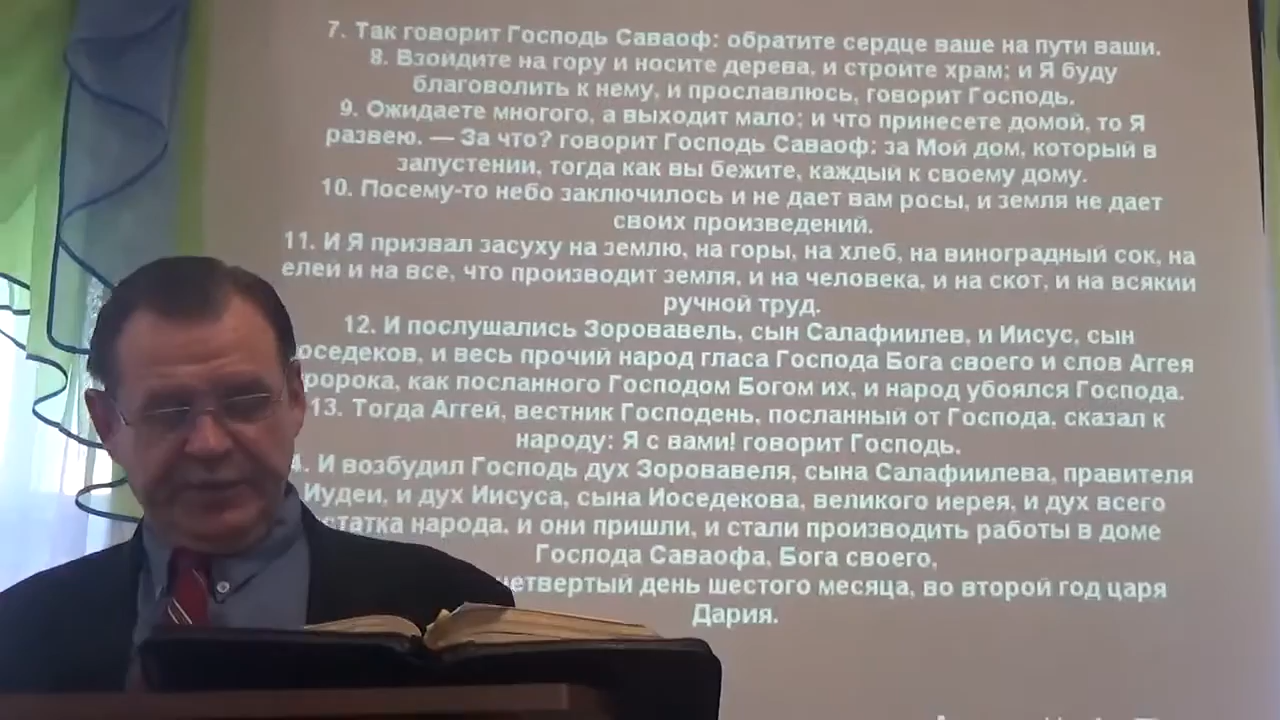 7. Так говорит Господь Саваоф: обратите сердце ваше на пути ваши.
8. Взойдите на гору и носите дерева, и стройте храм; и Я буду
благоволить к нему, и прославлюсь, говорит Господь.
9. Ожидаете многого, а выходит мало; и что принесете домой, то Я
развею. — За что? говорит Господь Саваоф: за Мой дом, который в
запустении, тогда как вы бежите, каждый к своему дому.
10. Посему-то небо заключилось и не дает вам росы, и земля не дает
своих произведений.
11. И Я призвал засуху на землю, на горы, на хлеб, на виноградный сок, на
елей и на все, что производит земля, и на человека, и на скот, и на всякий
ручной труд.
12. И послушались Зоровавель, сын Салафиилев, и Иисус, сын
оседеков, и весь прочий народ гласа Господа Бога своего и слов Аггея
ророка, как посланного Господом Богом их, и народ убоялся Господа.
13. Тогда Аггей, вестник Господень, посланный от Господа, сказал к
народу: Я с вами! говорит Господь.
4. И возбудил Господь дух Зоровавеля, сына Салафиилева, правителя
Иудеи, и дух Иисуса, сына Иоседекова, великого иерея, и дух всего
статка народа, и они пришли, и стали производить работы в доме
Господа Саваофа, Бога своего,
четвертый день шестого месяца, во второй год царя
Дария.